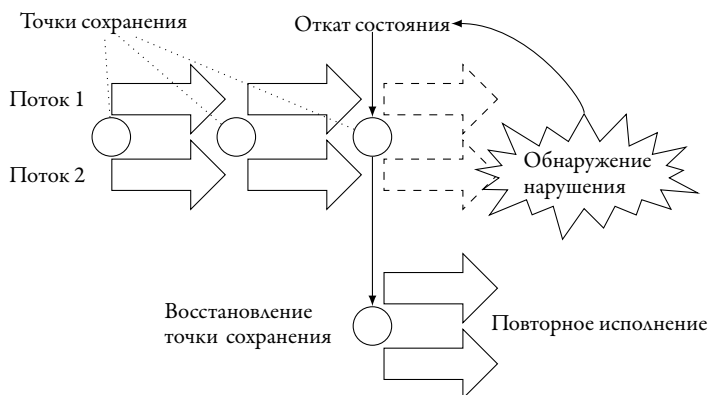 Точки сохранения
Откат состояния
Поток 1
Поток 2
Обнаружение
нарушения
Восстановление
точки сохранения
Повторное исполнение